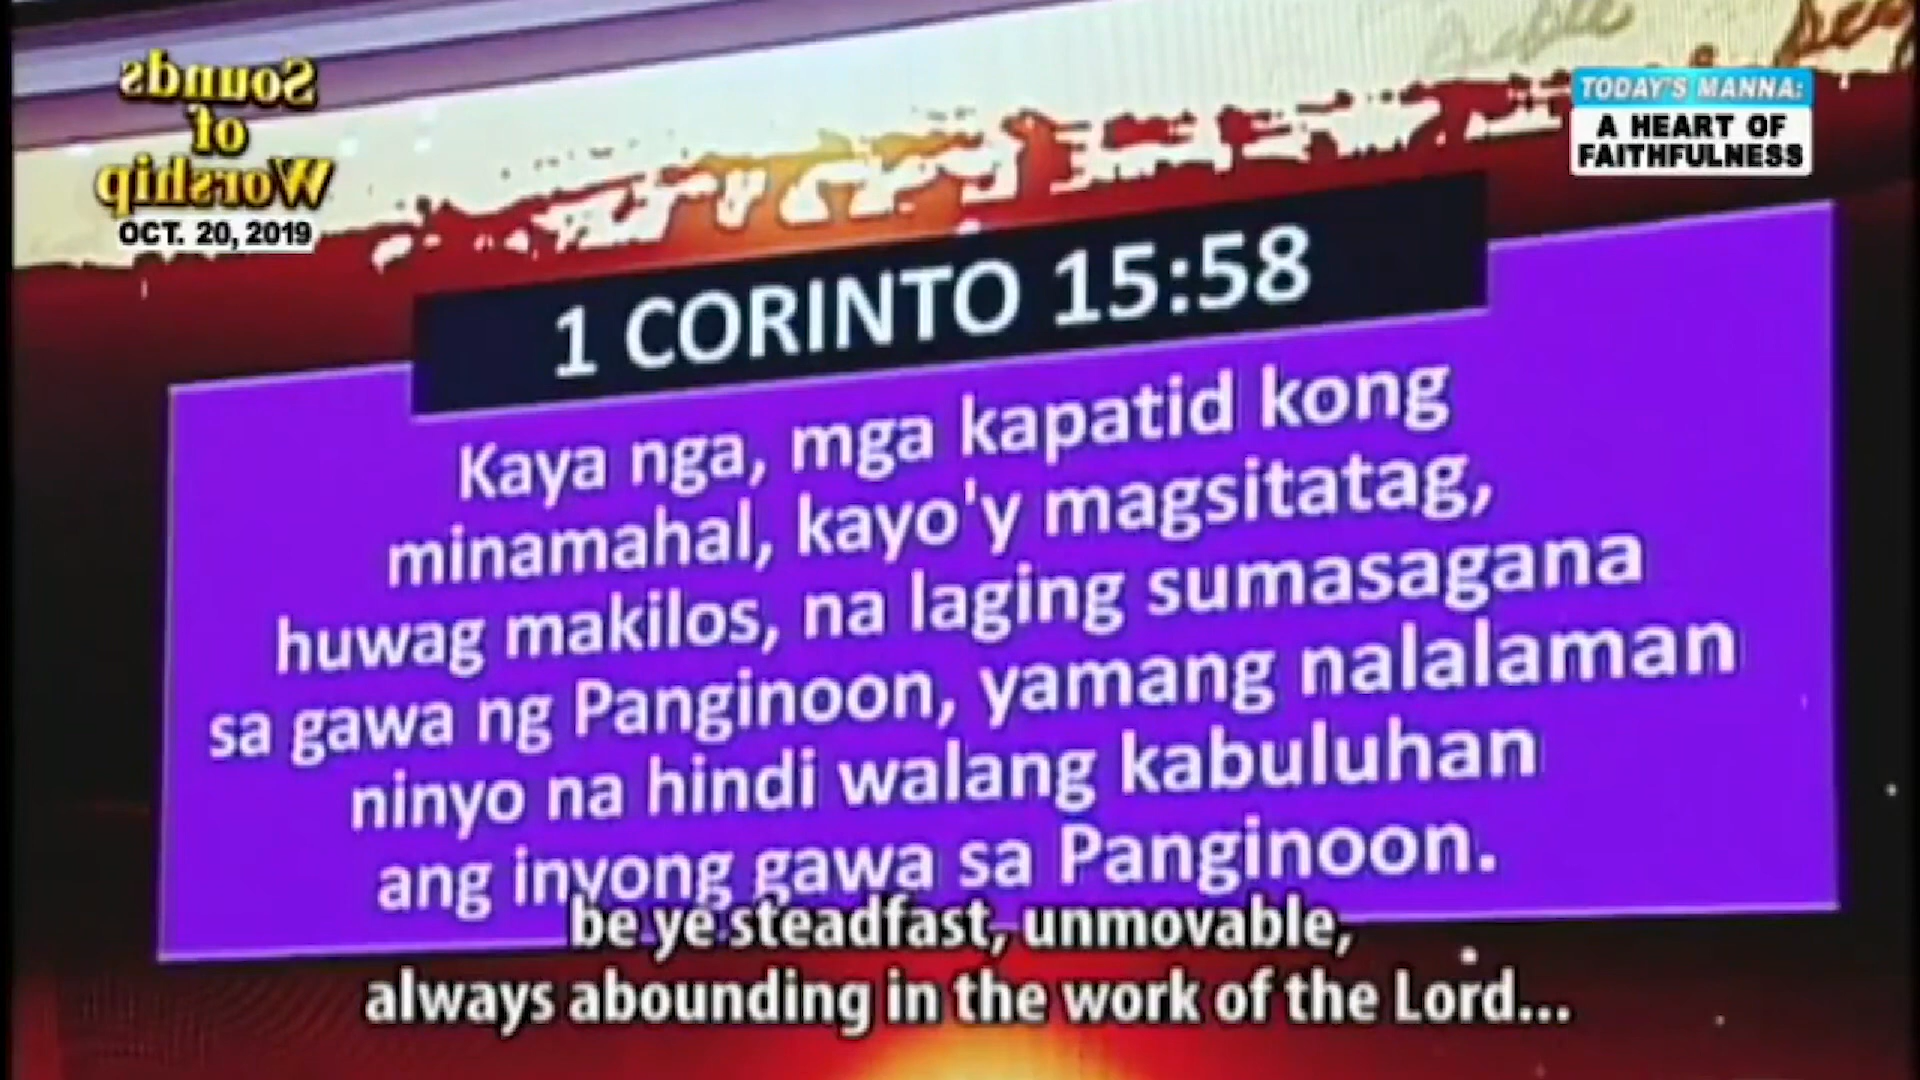 Sounds
of
Worship
OCT. 20, 2019
TODAY'S MANNA:
A HEART OF
FAITHFULNESS
1 CORINTO 15:58
Kaya nga, mga kapatid kong
minamahal, kayo'y magsitatag,
huwag makilos, na laging sumasagana
sa gawa ng Panginoon, yamang nalalaman
ninyo na hindi walang kabuluhan
ang inyong gawa sa Panginoon.
be ye steadfast, unmovable,
always abounding in the work of the Lord...